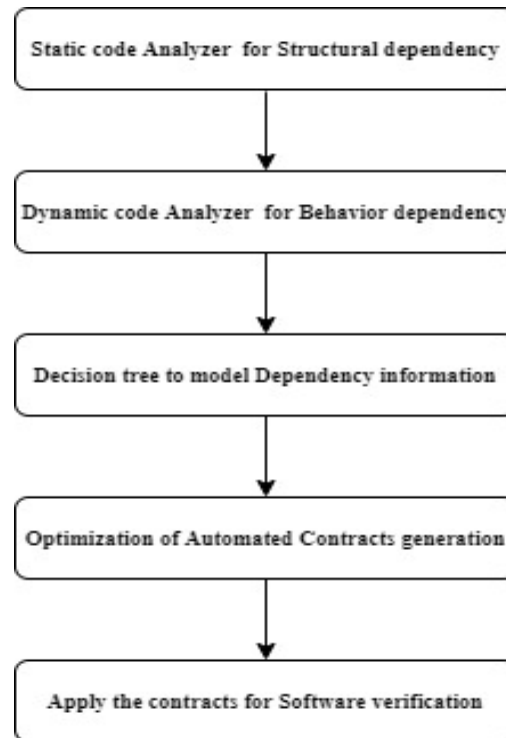 Static code Analyzer for Structural dependency
Dynamic code Analyzer for Behavior dependency
Decision tree to model Dependency information
Optimization of Automated Contracts generation
Apply the contracts for Software verification